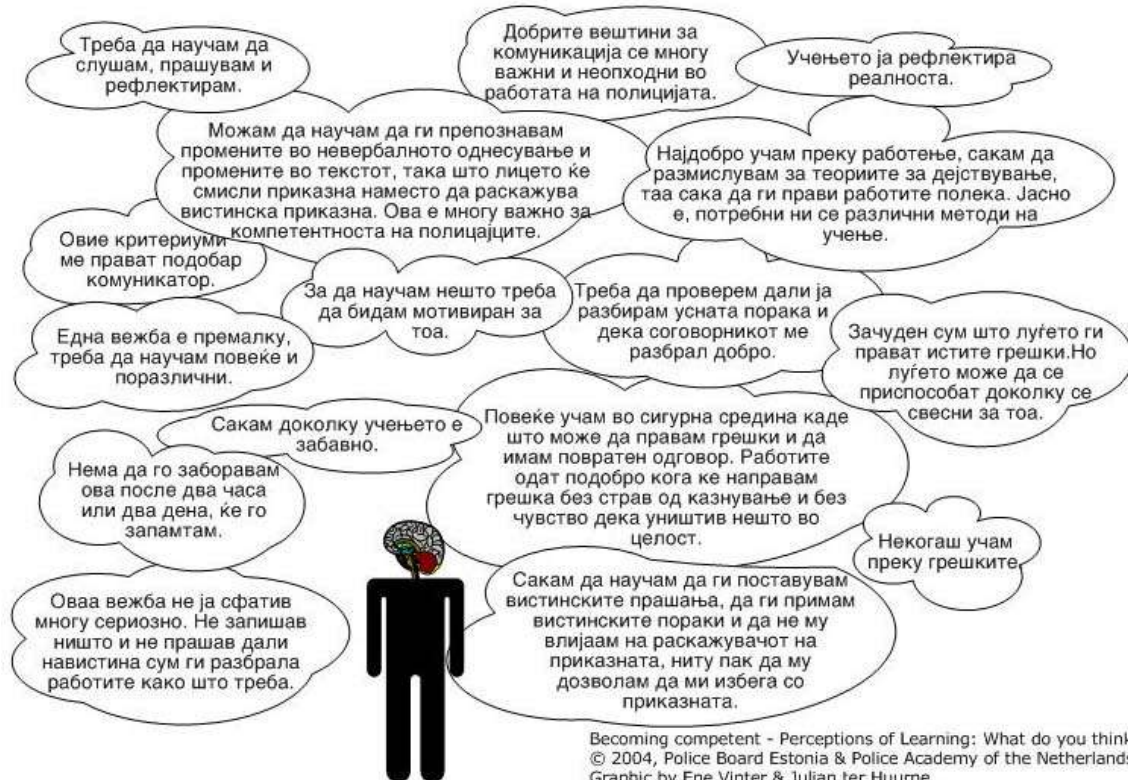 Треба да научам да
слушам, прашувам и
рефлектирам.
Добрите вештини за
комуникација се многу
важни и неопходни во
работата на полицијата.
Учењето ја рефлектира
реалноста.
Можам да научам да ги препознавам
промените во невербалното однесување и
промените во текстот, така што лицето ќе
смисли приказна наместо да раскажува
вистинска приказна. Ова е многу важно за
компетентноста на полицајците.
Најдобро учам преку работење, сакам да
размислувам за теориите за дејствување,
таа сака да ги прави работите полека. Јасно
е, потребни ни се различни методи на
учење.
Овие критериуми
ме прават подобар
комуникатор.
За да научам нешто треба
да бидам мотивиран за
тоа.
Треба да проверем дали ја
разбирам усната порака и
дека соговорникот ме
разбрал добро.
Една вежба е премалку,
треба да научам повеќе и
поразлични.
Зачуден сум што луѓето ги
прават истите грешки.Но
луѓето може да се
приспособат доколку се
свесни за тоа.
Сакам доколку учењето е
забавно.
Повеќе учам во сигурна средина каде
што може да правам грешки и да
имам повратен одговор. Работите
одат подобро кога ке направам
грешка без страв од казнување и без
чувство дека уништив нешто во
целост.
Нема да го заборавам
ова после два часа
или два дена, ќе го
запамтам.
Некогаш учам
преку грешките
Сакам да научам да ги поставувам
вистинските прашања, да ги примам
вистинските пораки и да не му
влијаам на раскажувачот на
приказната, ниту пак да му
дозволам да ми избега со
приказната.
Оваа вежба не ја сфатив
многу сериозно. Не запишав
ништо и не прашав дали
навистина сум ги разбрала
работите како што треба.
Becoming competent - Perceptions of Learning: What do you think
© 2004, Police Board Estonia & Police Academy of the Netherlands
Graphic by Ene Vinter & Julian ter Huurne